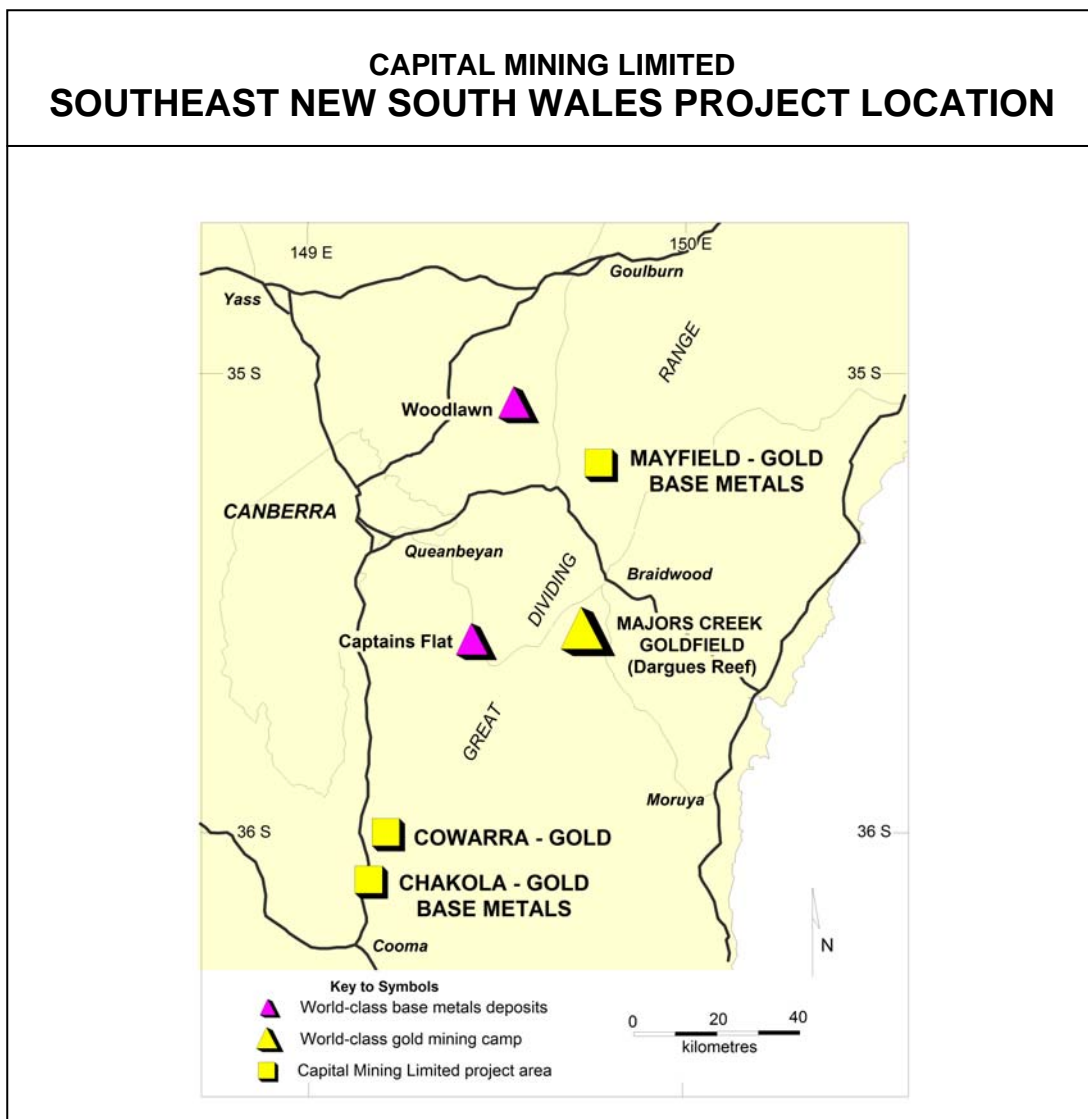 CAPITAL MINING LIMITED
SOUTHEAST NEW SOUTH WALES PROJECT LOCATION
149 E
150 E
Goulburn
Yass
RANGE
35 S
35 S
Woodlawn
MAYFIELD - GOLD
BASE METALS
CANBERRA
Queanbeyan
DIVIDING
Braidwood
MAJORS CREEK
GOLDFIELD
(Dargues Reef)
Captains Flat
GREAT
Moruya
36 S
36 S
COWARRA - GOLD
CHAKOLA - GOLD
BASE METALS
Cooma
N
Key to Symbols
World-class base metals deposits
World-class gold mining camp
Capital Mining Limited project area
0 20 40
kilometres